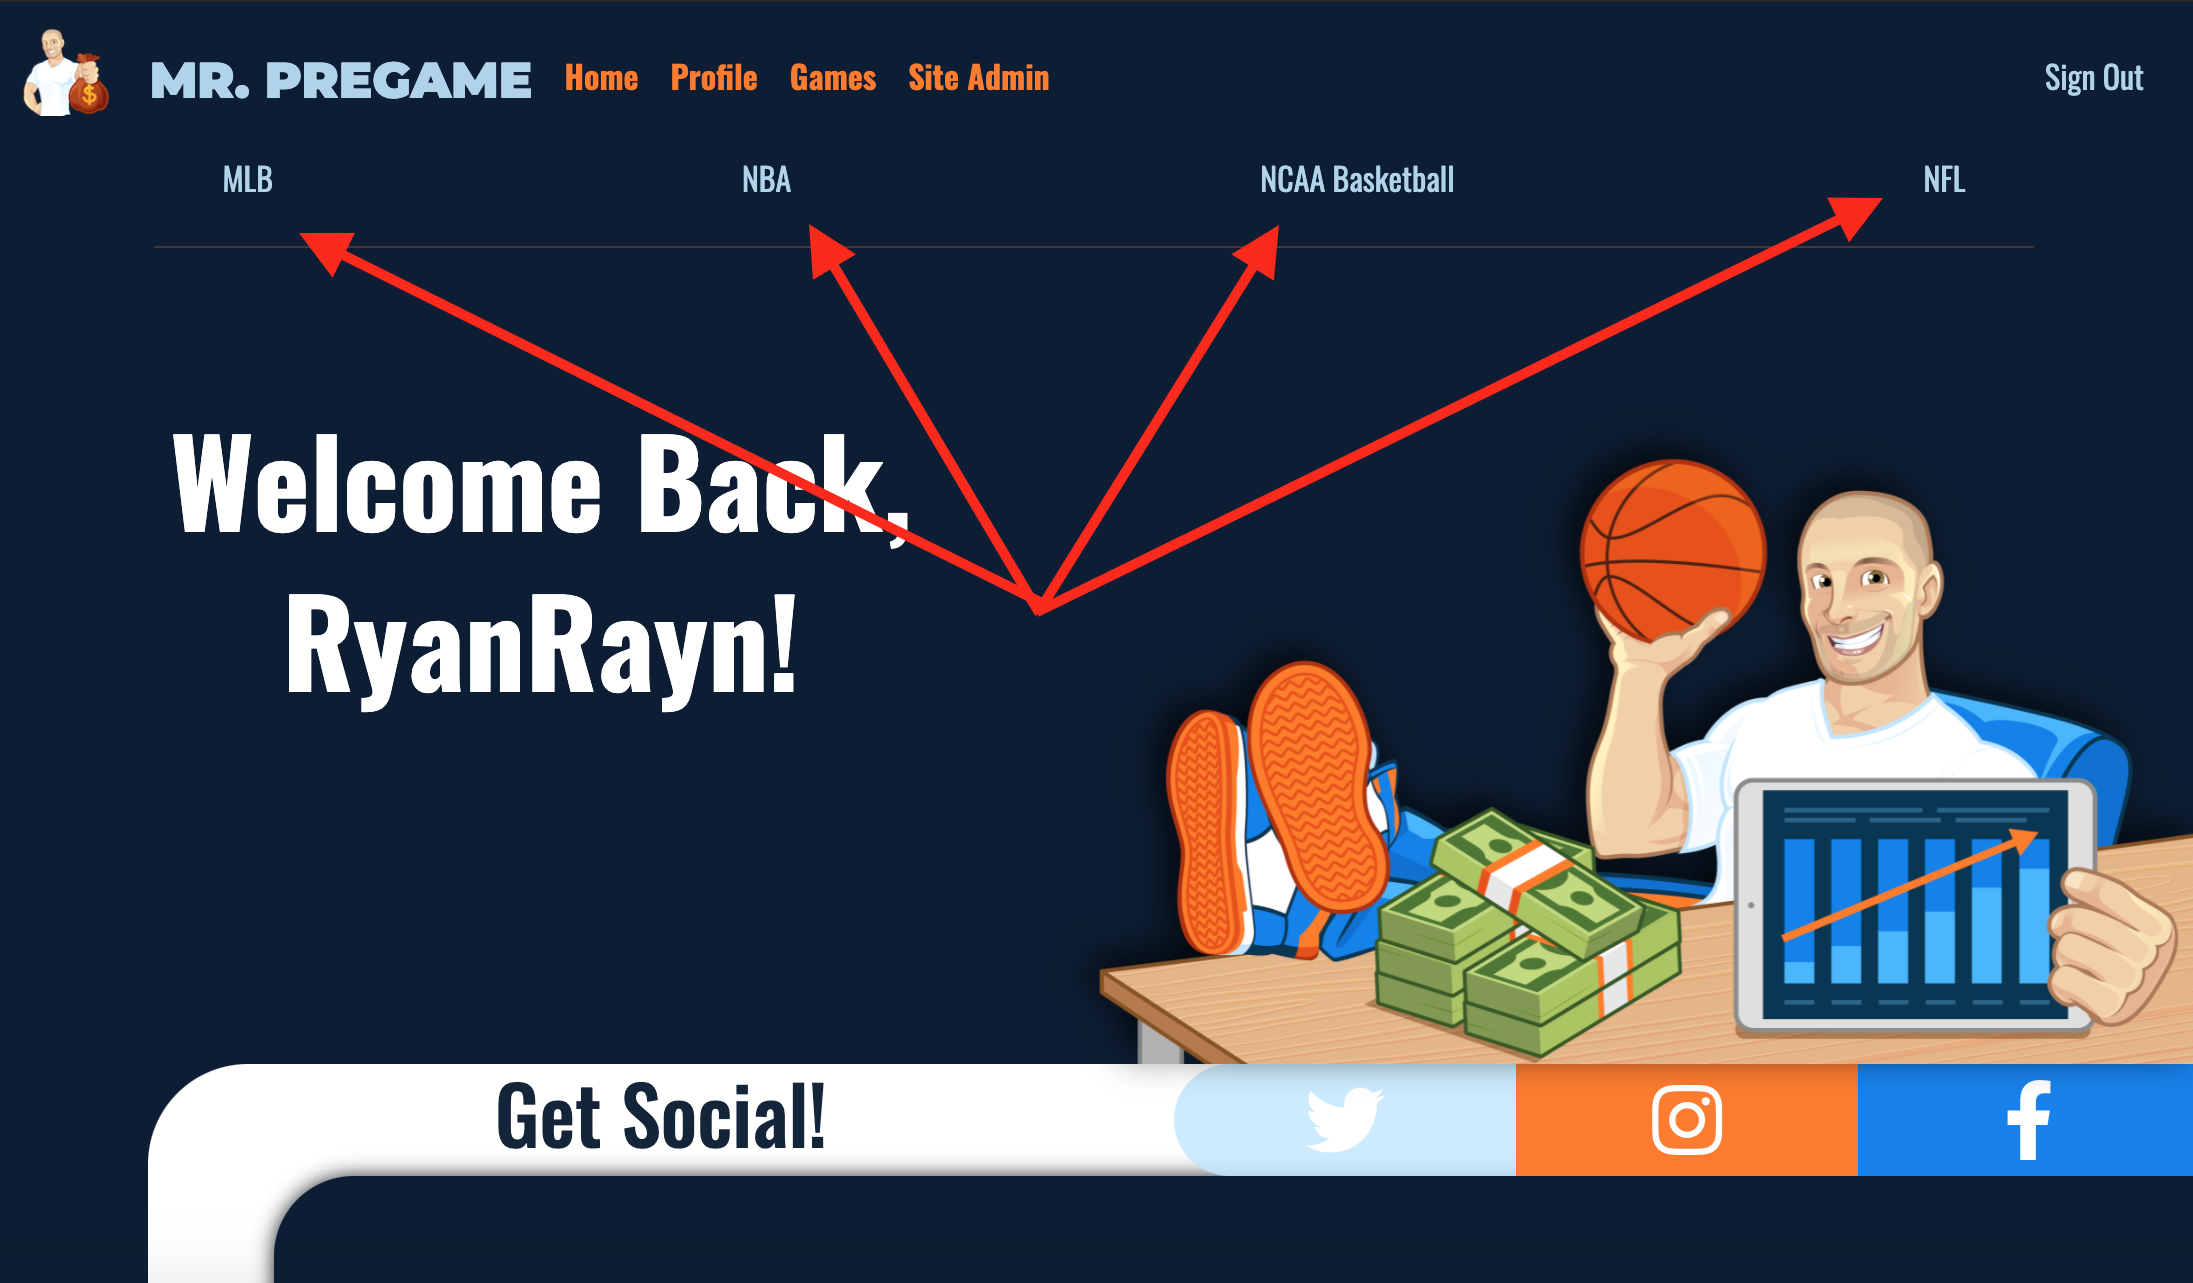 MR. PREGAME Home Profile Games Site Admin Sign Out
MLB NBA NCAA Basketball NFL
Welcome Back,
RyanRayn!
Get Social!